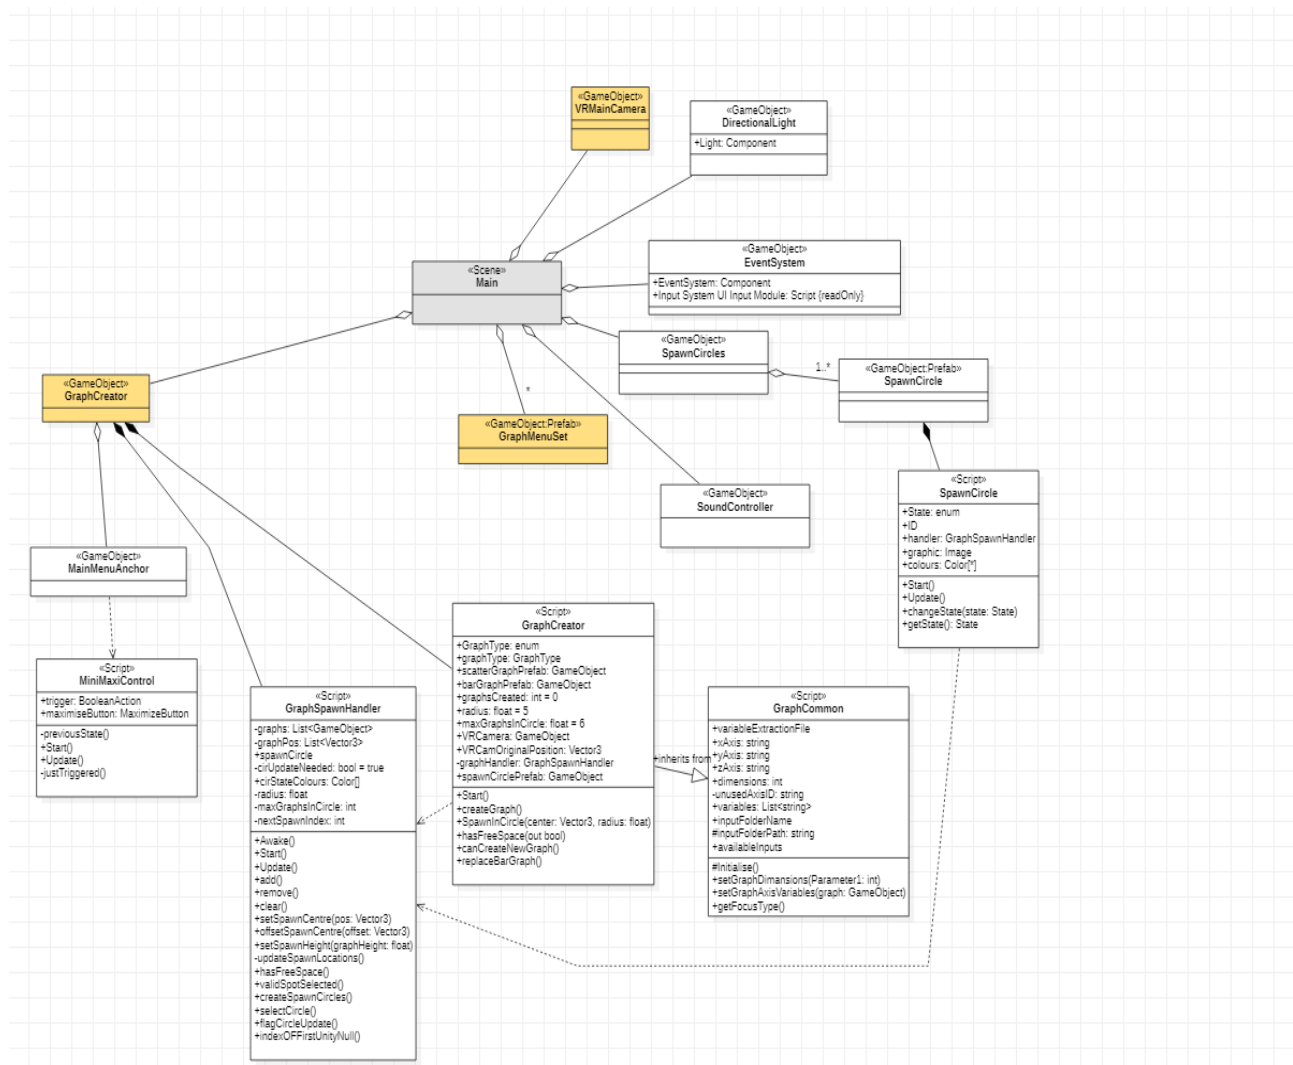 «GameObject»
VRMainCamera
«GameObject»
DirectionalLight
+Light: Component
«Scene»
Main
«GameObject»
EventSystem
+EventSystem: Component
+Input System UI Input Module: Script {readOnly}
«GameObject»
SpawnCircles
1..*
«GameObject:Prefab»
SpawnCircle
«GameObject»
GraphCreator
*
«GameObject:Prefab»
GraphMenuSet
«GameObject»
SoundController
«Script»
SpawnCircle
+State: enum
+ID
+handler: GraphSpawnHandler
+graphic: Image
+colours: Color[*]
+Start()
+Update()
+changeState(state: State)
+getState(): State
«GameObject»
MainMenuAnchor
«Script»
MiniMaxiControl
+trigger: BooleanAction
+maximiseButton: MaximizeButton
-previousState()
+Start()
+Update()
-justTriggered()
«Script»
GraphSpawnHandler
-graphs: List<GameObject>
-graphPos: List<Vector3>
+spawnCircle
-cirUpdateNeeded: bool = true
+cirStateColours: Color[]
-radius: float
-maxGraphsInCircle: int
-nextSpawnIndex: int
+Awake()
+Start()
+Update()
+add()
+remove()
+clear()
+setSpawnCentre(pos: Vector3)
+offsetSpawnCentre(offset: Vector3)
+setSpawnHeight(graphHeight: float)
-updateSpawnLocations()
+hasFreeSpace()
+validSpotSelected()
+createSpawnCircles()
+selectCircle()
+flagCircleUpdate()
+indexOFFirstUnityNull()
«Script»
GraphCreator
+GraphType: enum
+graphType: GraphType
+scatterGraphPrefab: GameObject
+barGraphPrefab: GameObject
+graphsCreated: int = 0
+radius: float = 5
+maxGraphsInCircle: float = 6
+VRCamera: GameObject
+VRCamOriginalPosition: Vector3
-graphHandler: GraphSpawnHandler
+spawnCirclePrefab: GameObject
+Start()
+createGraph()
+SpawnInCircle(center: Vector3, radius: float)
+hasFreeSpace(out bool)
+canCreateNewGraph()
+replaceBarGraph()
+inherits from
«Script»
GraphCommon
+variableExtractionFile
+xAxis: string
+yAxis: string
+zAxis: string
+dimensions: int
-unusedAxisID: string
+variables: List<string>
+inputFolderName
#inputFolderPath: string
+availableInputs
#Initialise()
+setGraphDimansions(Parameter1: int)
+setGraphAxisVariables(graph: GameObject)
+getFocusType()